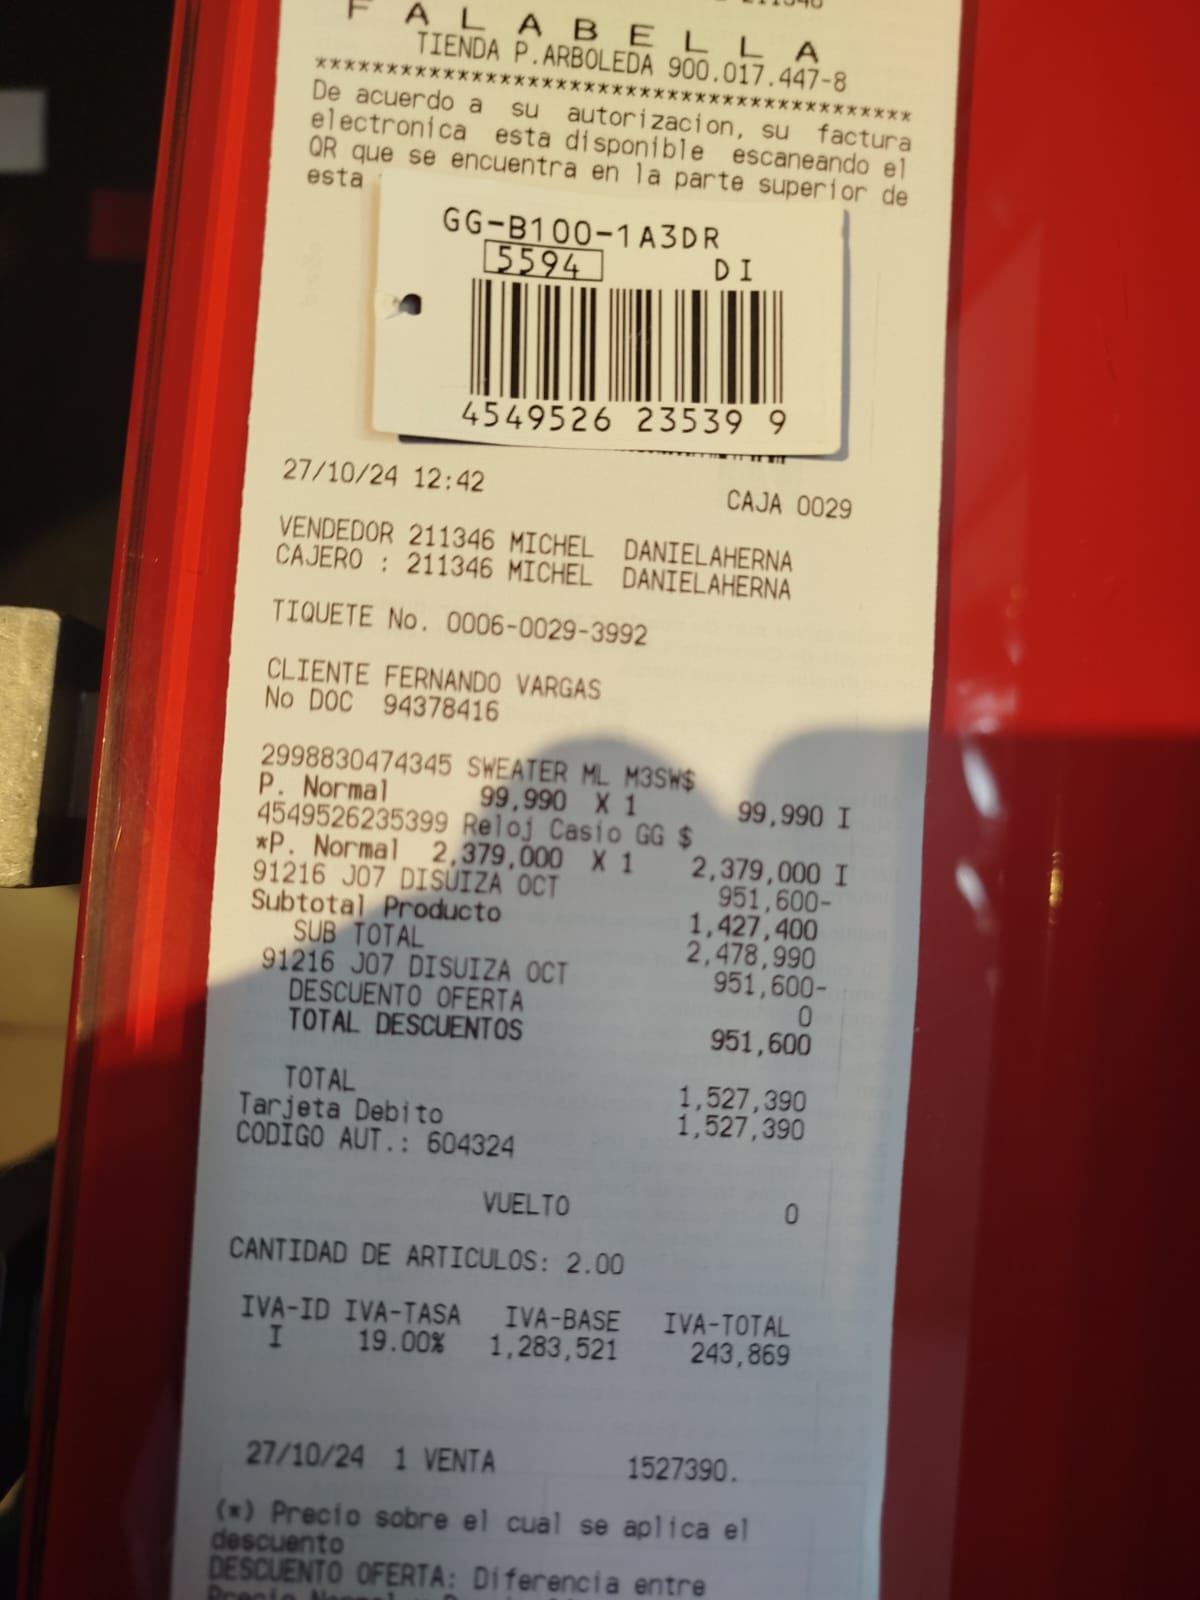 FALABELLA
TIENDA P.ARBOLEDA 900.017.447-8
******************************************
De acuerdo a su autorizacion, su factura
electronica esta disponible escaneando el
QR que se encuentra en la parte superior de
esta
GG-B100-1A3DR
5594 DI
4549526 23539 9
27/10/24 12:42 CAJA 0029
VENDEDOR 211346 MICHEL DANIELAHERNA
CAJERO : 211346 MICHEL DANIELAHERNA
TIQUETE No. 0006-0029-3992
CLIENTE FERNANDO VARGAS
No DOC 94378416
2998830474345 SWEATER ML M3SW$
P. Normal 99,990 X 1 99,990 I
4549526235399 Reloj Casio GG $
*P. Normal 2,379,000 X 1 2,379,000 I
91216 J07 DISUIZA OCT 951,600-
Subtotal Producto 1,427,400
SUB TOTAL 2,478,990
91216 J07 DISUIZA OCT 951,600-
DESCUENTO OFERTA 0
TOTAL DESCUENTOS 951,600
TOTAL 1,527,390
Tarjeta Debito 1,527,390
CODIGO AUT.: 604324
VUELTO 0
CANTIDAD DE ARTICULOS: 2.00
IVA-ID IVA-TASA IVA-BASE IVA-TOTAL
I 19.00% 1,283,521 243,869
27/10/24 1 VENTA 1527390.
(*) Precio sobre el cual se aplica el
descuento
DESCUENTO OFERTA: Diferencia entre
Precio Normal